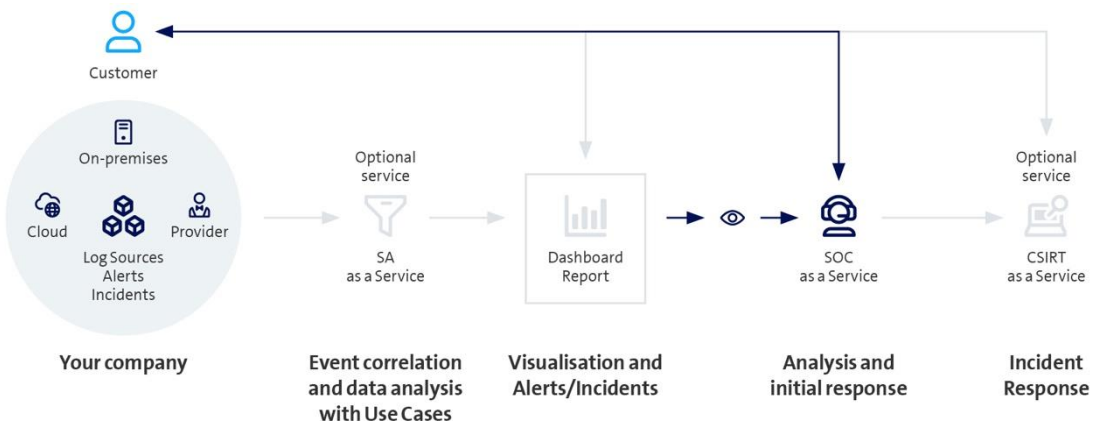 Customer
On-premises
Cloud
Provider
Log Sources
Alerts
Incidents
Your company
Optional
service
SA
as a Service
Event correlation
and data analysis
with Use Cases
Dashboard
Report
Visualisation and
Alerts/Incidents
SOC
as a Service
Analysis and
initial response
Optional
service
CSIRT
as a Service
Incident
Response